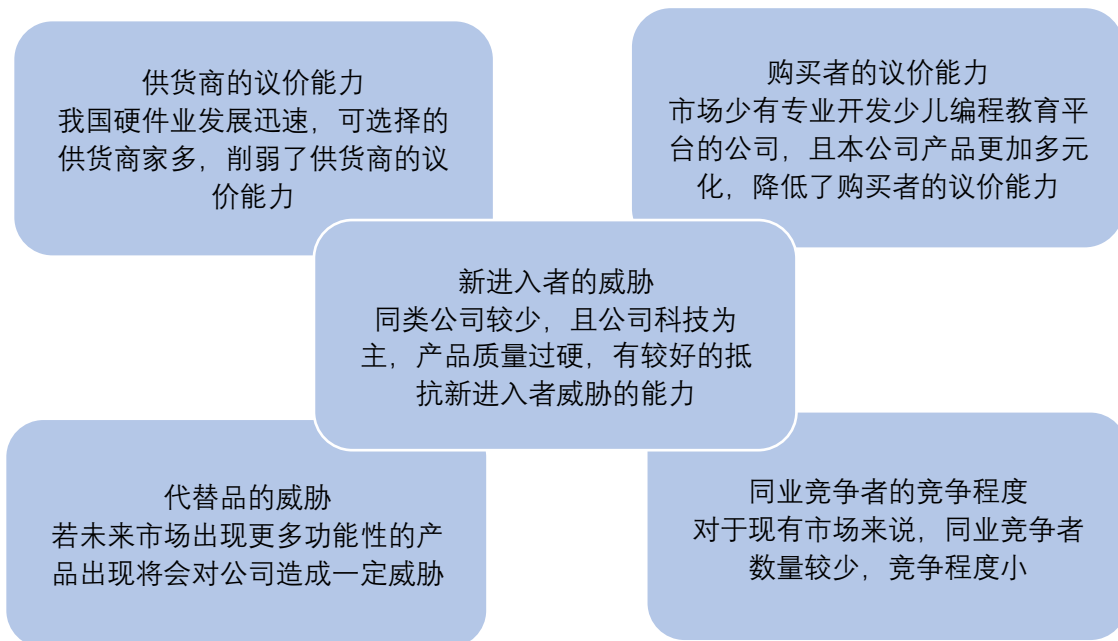 供货商的议价能力
我国硬件业发展迅速，可选择的
供货商家多，削弱了供货商的议
价能力
购买者的议价能力
市场少有专业开发少儿编程教育平
台的公司，且本公司产品更加多元
化，降低了购买者的议价能力
新进入者的威胁
同类公司较少，且公司科技为
主，产品质量过硬，有较好的抵
抗新进入者威胁的能力
代替品的威胁
若未来市场出现更多功能性的产
品出现将会对公司造成一定威胁
同业竞争者的竞争程度
对于现有市场来说，同业竞争者
数量较少，竞争程度小